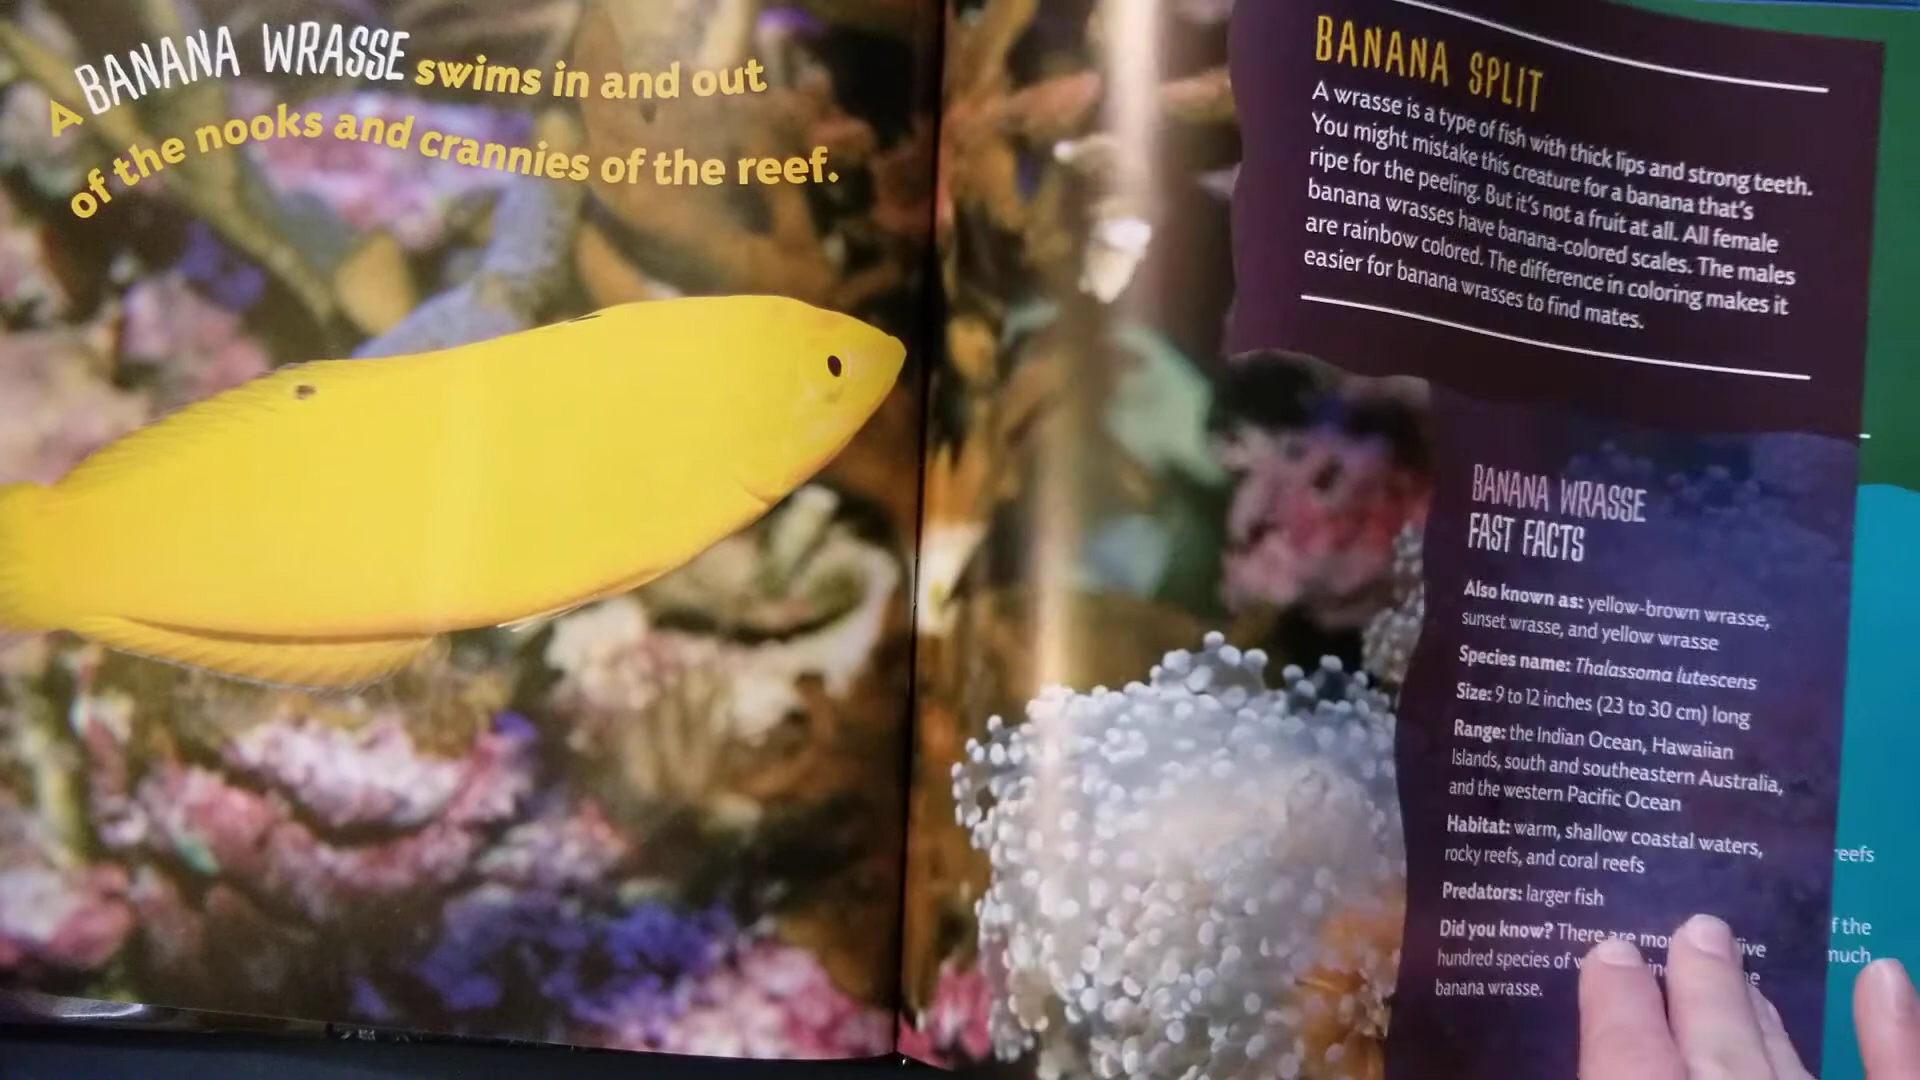 A BANANA WRASSE swims in and out
of the nooks and crannies of the reef.
BANANA SPLIT
A wrasse is a type of fish with thick lips and strong teeth.
You might mistake this creature for a banana that's
ripe for the peeling. But it's not a fruit at all. All female
banana wrasses have banana-colored scales. The males
are rainbow colored. The difference in coloring makes it
easier for banana wrasses to find mates.
BANANA WRASSE
FAST FACTS
Also known as: yellow-brown wrasse,
sunset wrasse, and yellow wrasse
Species name: Thalassoma lutescens
Size: 9 to 12 inches (23 to 30 cm) long
Range: the Indian Ocean, Hawaiian
Islands, south and southeastern Australia,
and the western Pacific Ocean
Habitat: warm, shallow coastal waters,
rocky reefs, and coral reefs
Predators: larger fish
Did you know? There are
hundred species of
banana wrasse.
reefs
the